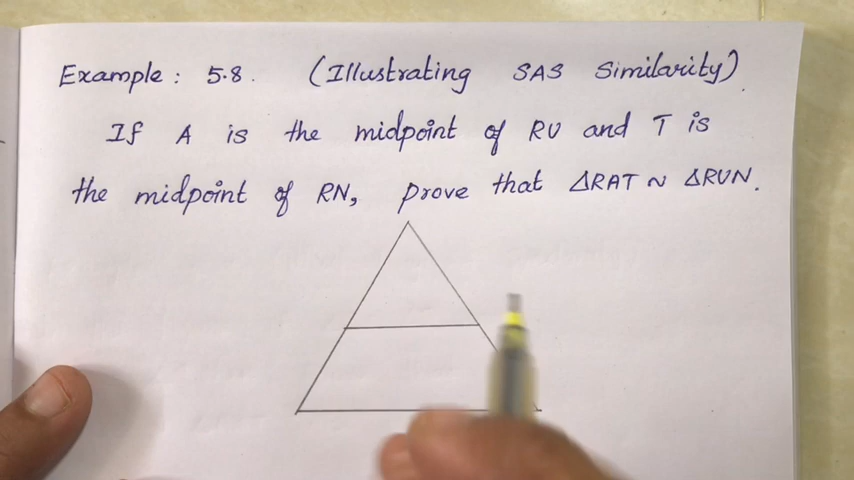 Example: 5.8. (Illustrating SAS Similarity).
If A is the midpoint of RU and T is
the midpoint of RN, prove that ΔRAT ~ ΔRUN.